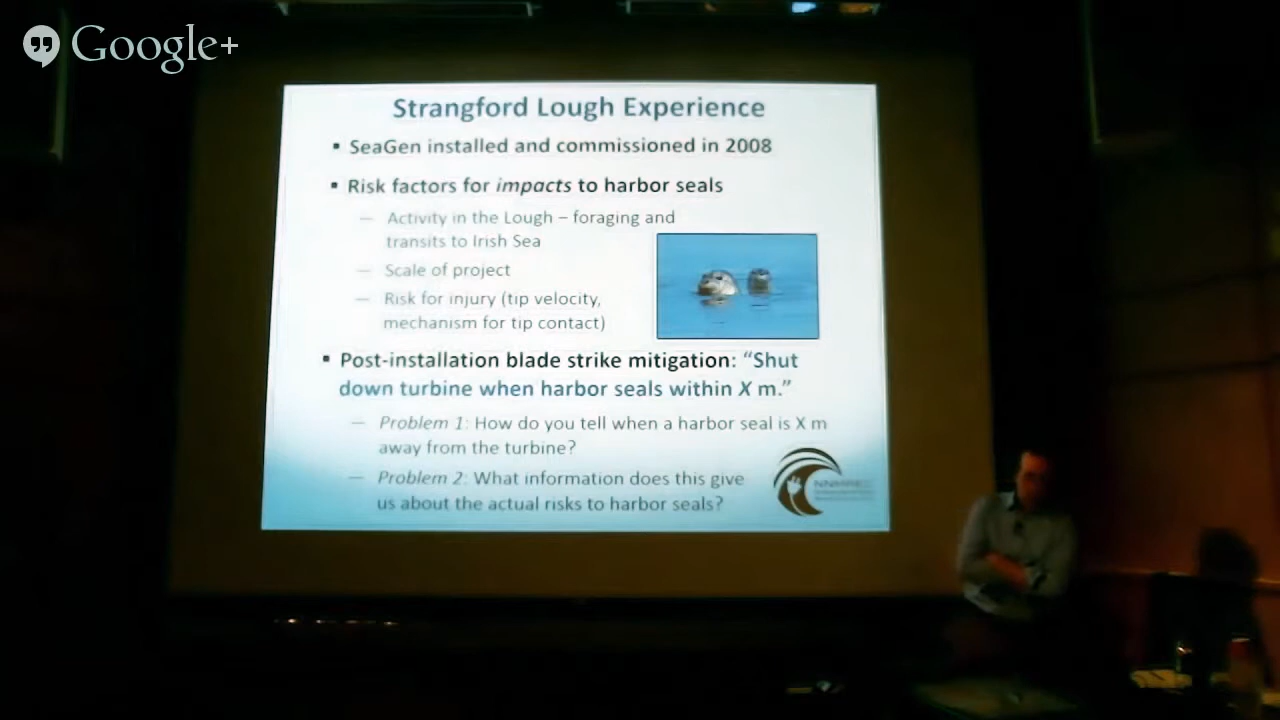 Google+
Strangford Lough Experience
▪ SeaGen installed and commissioned in 2008
▪ Risk factors for impacts to harbor seals
– Activity in the Lough – foraging and
transits to Irish Sea
– Scale of project
– Risk for injury (tip velocity,
mechanism for tip contact)
▪ Post-installation blade strike mitigation: “Shut
down turbine when harbor seals within X m.”
– Problem 1: How do you tell when a harbor seal is X m
away from the turbine?
– Problem 2: What information does this give
us about the actual risks to harbor seals?